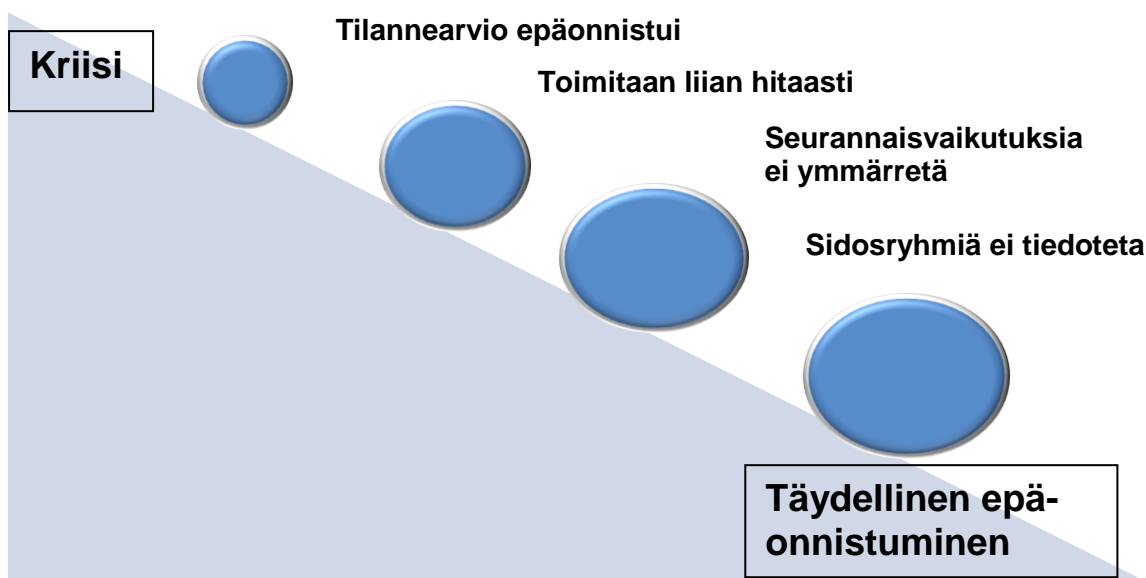 Tilannearvio epäonnistui
Kriisi
Toimitaan liian hitaasti
Seurannaisvaikutuksia
ei ymmärretä
Sidosryhmiä ei tiedoteta
Täydellinen epä-
onnistuminen